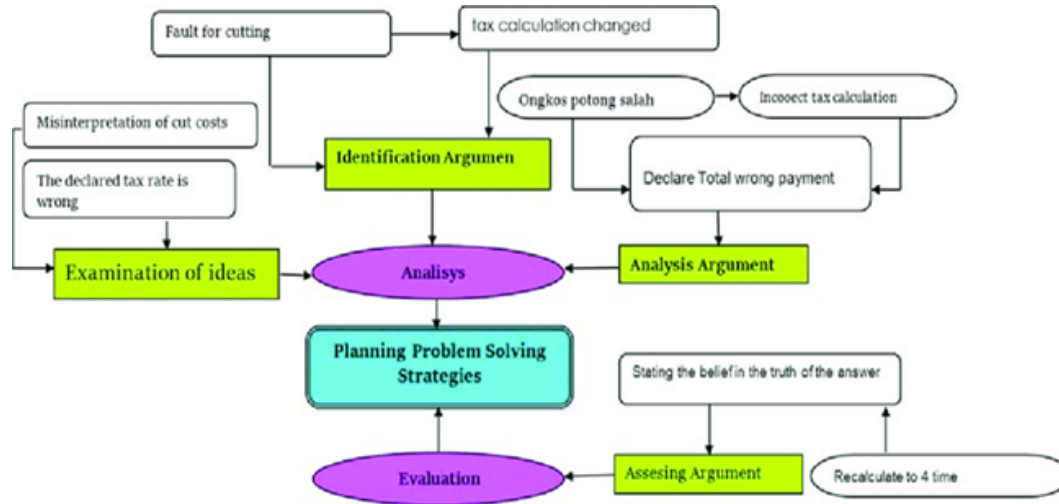 Fault for cutting
tax calculation changed
Ongkos potong salah
Incooect tax calculation
Misinterpretation of cut costs
Identification Argumen
The declared tax rate is
wrong
Declare Total wrong payment
Examination of ideas
Analisys
Analysis Argument
Planning Problem Solving
Strategies
Stating the belief in the truth of the answer
Evaluation
Assesing Argument
Recalculate to 4 time